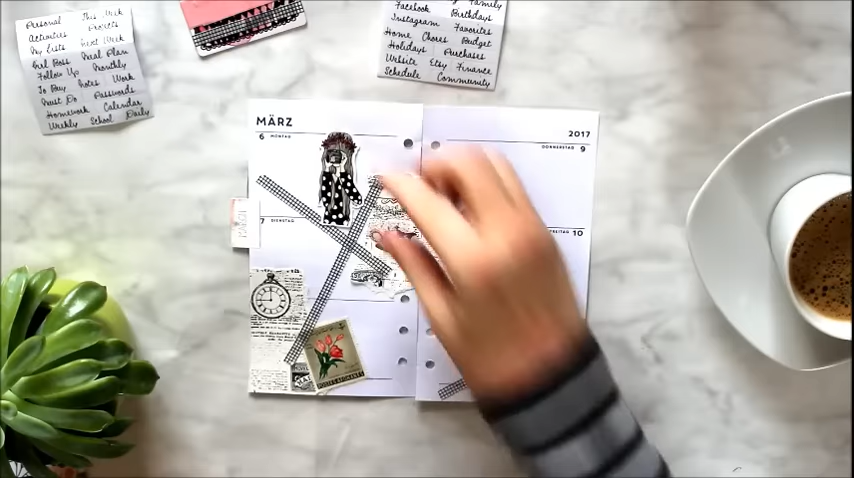 Personal This Week
Activities Projects
My Lists Next Week
Girl Boss Meal Plan
Follow Up Monthly
To Buy Notes Work
Must Do Passwords
Homework Calendar
Weekly School Daily
Family
Facebook Birthdays
Instagram Favorites
Home Chores Budget
Holidays Purchases
Website Etsy Finance
Schedule Community
MÄRZ
6 MONTAG
7 DIENSTAG
2017
DONNERSTAG 9
FREITAG 10